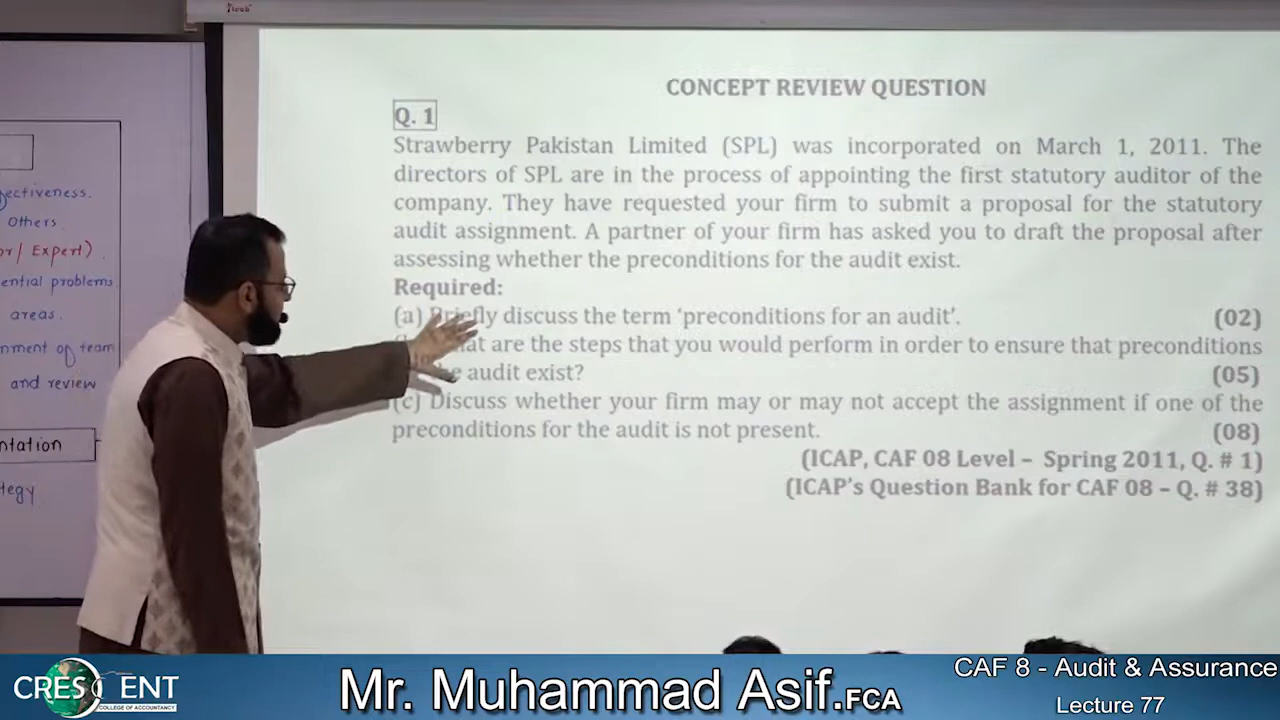 ectiveness.
Others.
or/ Expert)
ential problems
areas.
nment of team
and review
ntation
tegy
CONCEPT REVIEW QUESTION
Q. 1
Strawberry Pakistan Limited (SPL) was incorporated on March 1, 2011. The
directors of SPL are in the process of appointing the first statutory auditor of the
company. They have requested your firm to submit a proposal for the statutory
audit assignment. A partner of your firm has asked you to draft the proposal after
assessing whether the preconditions for the audit exist.
Required:
(a) Briefly discuss the term ‘preconditions for an audit’. (02)
are the steps that you would perform in order to ensure that preconditions
audit exist? (05)
(c) Discuss whether your firm may or may not accept the assignment if one of the
preconditions for the audit is not present. (08)
(ICAP, CAF 08 Level – Spring 2011, Q. # 1)
(ICAP’s Question Bank for CAF 08 – Q. # 38)
CRESCENT
COLLEGE OF ACCOUNTANCY
Mr. Muhammad Asif.FCA
CAF 8 - Audit & Assurance
Lecture 77